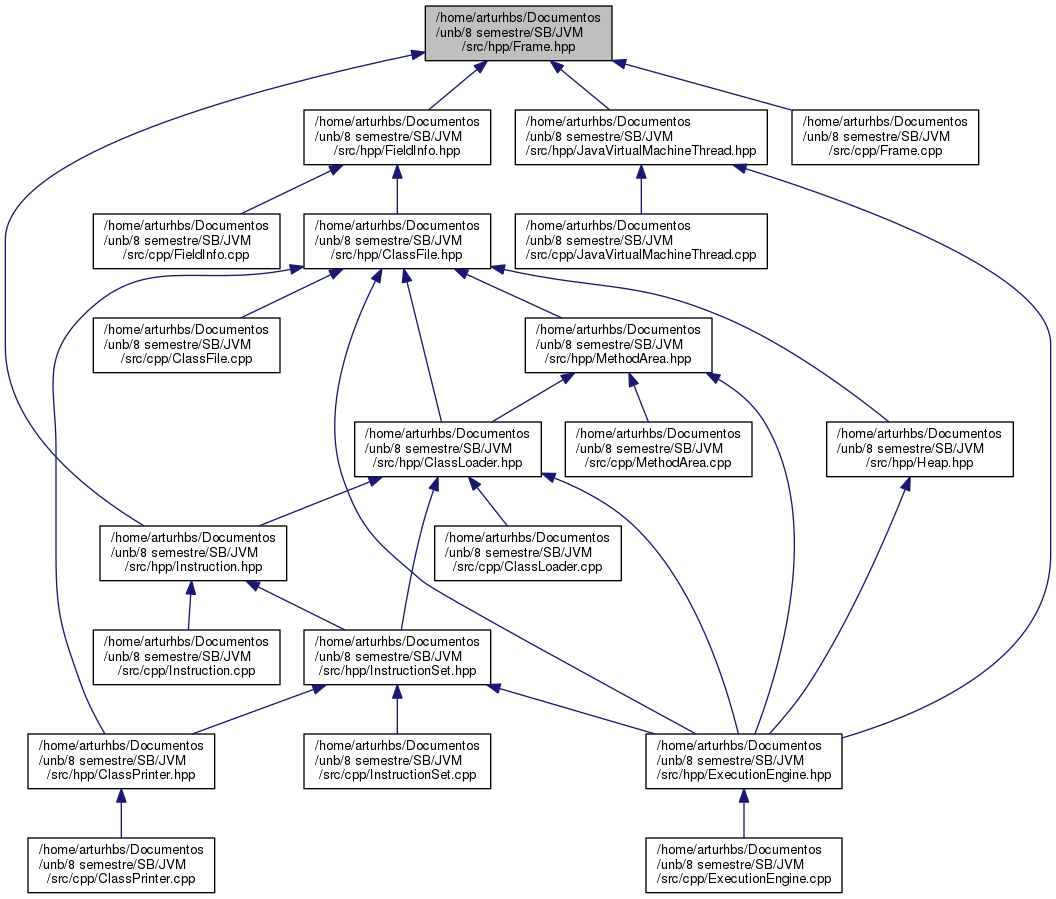 /home/arturhbs/Documentos
/unb/8 semestre/SB/JVM
/src/hpp/Frame.hpp
/home/arturhbs/Documentos
/unb/8 semestre/SB/JVM
/src/hpp/FieldInfo.hpp
/home/arturhbs/Documentos
/unb/8 semestre/SB/JVM
/src/hpp/JavaVirtualMachineThread.hpp
/home/arturhbs/Documentos
/unb/8 semestre/SB/JVM
/src/cpp/Frame.cpp
/home/arturhbs/Documentos
/unb/8 semestre/SB/JVM
/src/cpp/FieldInfo.cpp
/home/arturhbs/Documentos
/unb/8 semestre/SB/JVM
/src/hpp/ClassFile.hpp
/home/arturhbs/Documentos
/unb/8 semestre/SB/JVM
/src/cpp/JavaVirtualMachineThread.cpp
/home/arturhbs/Documentos
/unb/8 semestre/SB/JVM
/src/cpp/ClassFile.cpp
/home/arturhbs/Documentos
/unb/8 semestre/SB/JVM
/src/hpp/MethodArea.hpp
/home/arturhbs/Documentos
/unb/8 semestre/SB/JVM
/src/hpp/ClassLoader.hpp
/home/arturhbs/Documentos
/unb/8 semestre/SB/JVM
/src/cpp/MethodArea.cpp
/home/arturhbs/Documentos
/unb/8 semestre/SB/JVM
/src/hpp/Heap.hpp
/home/arturhbs/Documentos
/unb/8 semestre/SB/JVM
/src/hpp/Instruction.hpp
/home/arturhbs/Documentos
/unb/8 semestre/SB/JVM
/src/cpp/ClassLoader.cpp
/home/arturhbs/Documentos
/unb/8 semestre/SB/JVM
/src/cpp/Instruction.cpp
/home/arturhbs/Documentos
/unb/8 semestre/SB/JVM
/src/hpp/InstructionSet.hpp
/home/arturhbs/Documentos
/unb/8 semestre/SB/JVM
/src/hpp/ClassPrinter.hpp
/home/arturhbs/Documentos
/unb/8 semestre/SB/JVM
/src/cpp/InstructionSet.cpp
/home/arturhbs/Documentos
/unb/8 semestre/SB/JVM
/src/hpp/ExecutionEngine.hpp
/home/arturhbs/Documentos
/unb/8 semestre/SB/JVM
/src/cpp/ClassPrinter.cpp
/home/arturhbs/Documentos
/unb/8 semestre/SB/JVM
/src/cpp/ExecutionEngine.cpp